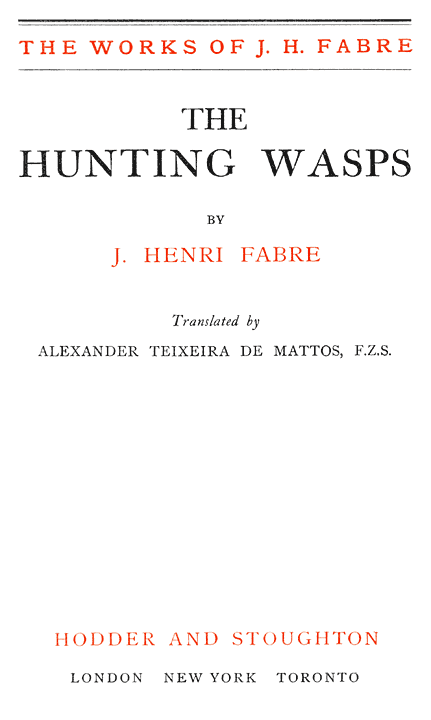 THE WORKS OF J. H. FABRE
THE
HUNTING WASPS
BY
J. HENRI FABRE
Translated by
ALEXANDER TEIXEIRA DE MATTOS, F.Z.S.
HODDER AND STOUGHTON
LONDON NEW YORK TORONTO